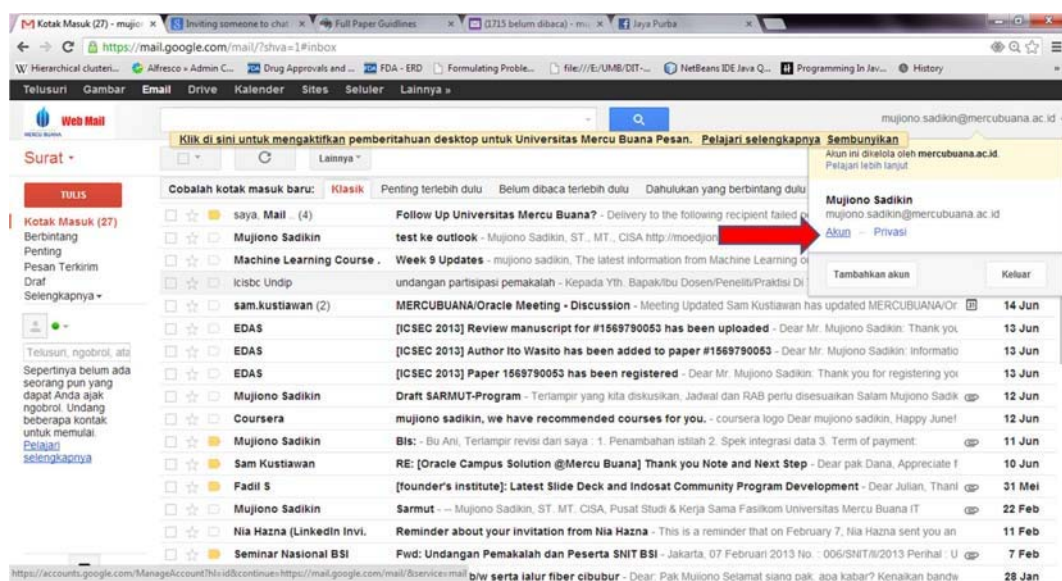 Kotak Masuk (27) - mujior
Inviting someone to chat
Full Paper Guidlines
(1715 belum dibaca) - mu
Jaya Purba
https://mail.google.com/mail/?shva=1#inbox
Hierarchical clusteri...
Alfresco » Admin C...
Drug Approvals and ...
FDA - ERD
Formulating Proble...
file:///E:/UMB/DIT-...
NetBeans IDE Java Q...
Programming In Jav...
History
Telusuri Gambar Email Drive Kalender Sites Seluler Lainnya »
Web Mail
MERCU BUANA
mujiono.sadikin@mercubuana.ac.id
Klik di sini untuk mengaktifkan pemberitahuan desktop untuk Universitas Mercu Buana Pesan. Pelajari selengkapnya Sembunyikan
Akun ini dikelola oleh mercubuana.ac.id.
Pelajari lebih lanjut
Mujiono Sadikin
mujiono.sadikin@mercubuana.ac.id
Akun – Privasi
Tambahkan akun
Keluar
Surat
Lainnya
TULIS
Kotak Masuk (27)
Berbintang
Penting
Pesan Terkirim
Draf
Selengkapnya
Telusuri, ngobrol, ata
Sepertinya belum ada
seorang pun yang
dapat Anda ajak
ngobrol. Undang
beberapa kontak
untuk memulai.
Pelajari
selengkapnya
Cobalah kotak masuk baru: Klasik Penting terlebih dulu Belum dibaca terlebih dulu Dahulukan yang berbintang dulu
saya, Mail .. (4) Follow Up Universitas Mercu Buana? - Delivery to the following recipient failed
Mujiono Sadikin test ke outlook - Mujiono Sadikin, ST., MT., CISA http://moedjion
Machine Learning Course . Week 9 Updates - mujiono sadikin, The latest information from Machine Learning
Icisbc Undip undangan partisipasi pemakalah - Kepada Yth. Bapak/Ibu Dosen/Peneliti/Praktisi Di
sam.kustiawan (2) MERCUBUANA/Oracle Meeting - Discussion - Meeting Updated Sam Kustiawan has updated MERCUBUANA/Or 14 Jun
EDAS [ICSEC 2013] Review manuscript for #1569790053 has been uploaded - Dear Mr. Mujiono Sadikin: Thank you 13 Jun
EDAS [ICSEC 2013] Author Ito Wasito has been added to paper #1569790053 - Dear Mr. Mujiono Sadikin: Informatio 13 Jun
EDAS [ICSEC 2013] Paper 1569790053 has been registered - Dear Mr. Mujiono Sadikin: Thank you for registering you 13 Jun
Mujiono Sadikin Draft SARMUT-Program - Terlampir yang kita diskusikan, Jadwal dan RAB perlu disesuaikan Salam Mujiono Sadik 12 Jun
Coursera mujiono sadikin, we have recommended courses for you. - coursera logo Dear mujiono sadikin, Happy June! 12 Jun
Mujiono Sadikin Bls: - Bu Ani, Terlampir revisi dari saya : 1. Penambahan istilah 2. Spek integrasi data 3. Term of payment: 11 Jun
Sam Kustiawan RE: [Oracle Campus Solution @Mercu Buana] Thank you Note and Next Step - Dear pak Dana, Appreciate f 10 Jun
Fadil S [founder's institute]: Latest Slide Deck and Indosat Community Program Development - Dear Julian, Thank 31 Mei
Mujiono Sadikin Sarmut - -- Mujiono Sadikin, ST. MT. CISA, Pusat Studi & Kerja Sama Fasilkom Universitas Mercu Buana IT 22 Feb
Nia Hazna (LinkedIn Invi. Reminder about your invitation from Nia Hazna - This is a reminder that on February 7, Nia Hazna sent you an 11 Feb
Seminar Nasional BSI Fwd: Undangan Pemakalah dan Peserta SNIT BSI - Jakarta, 07 Februari 2013 No. : 006/SNIT/II/2013 Perihal : U 7 Feb
https://accounts.google.com/ManageAccount?hl=id&continue=https://mail.google.com/mail/&service=mail b/w serta jalur fiber cibubur - Dear: Pak Mujiono Selamat siang pak, apa kabar? Kenaikan bandw 28 Jan